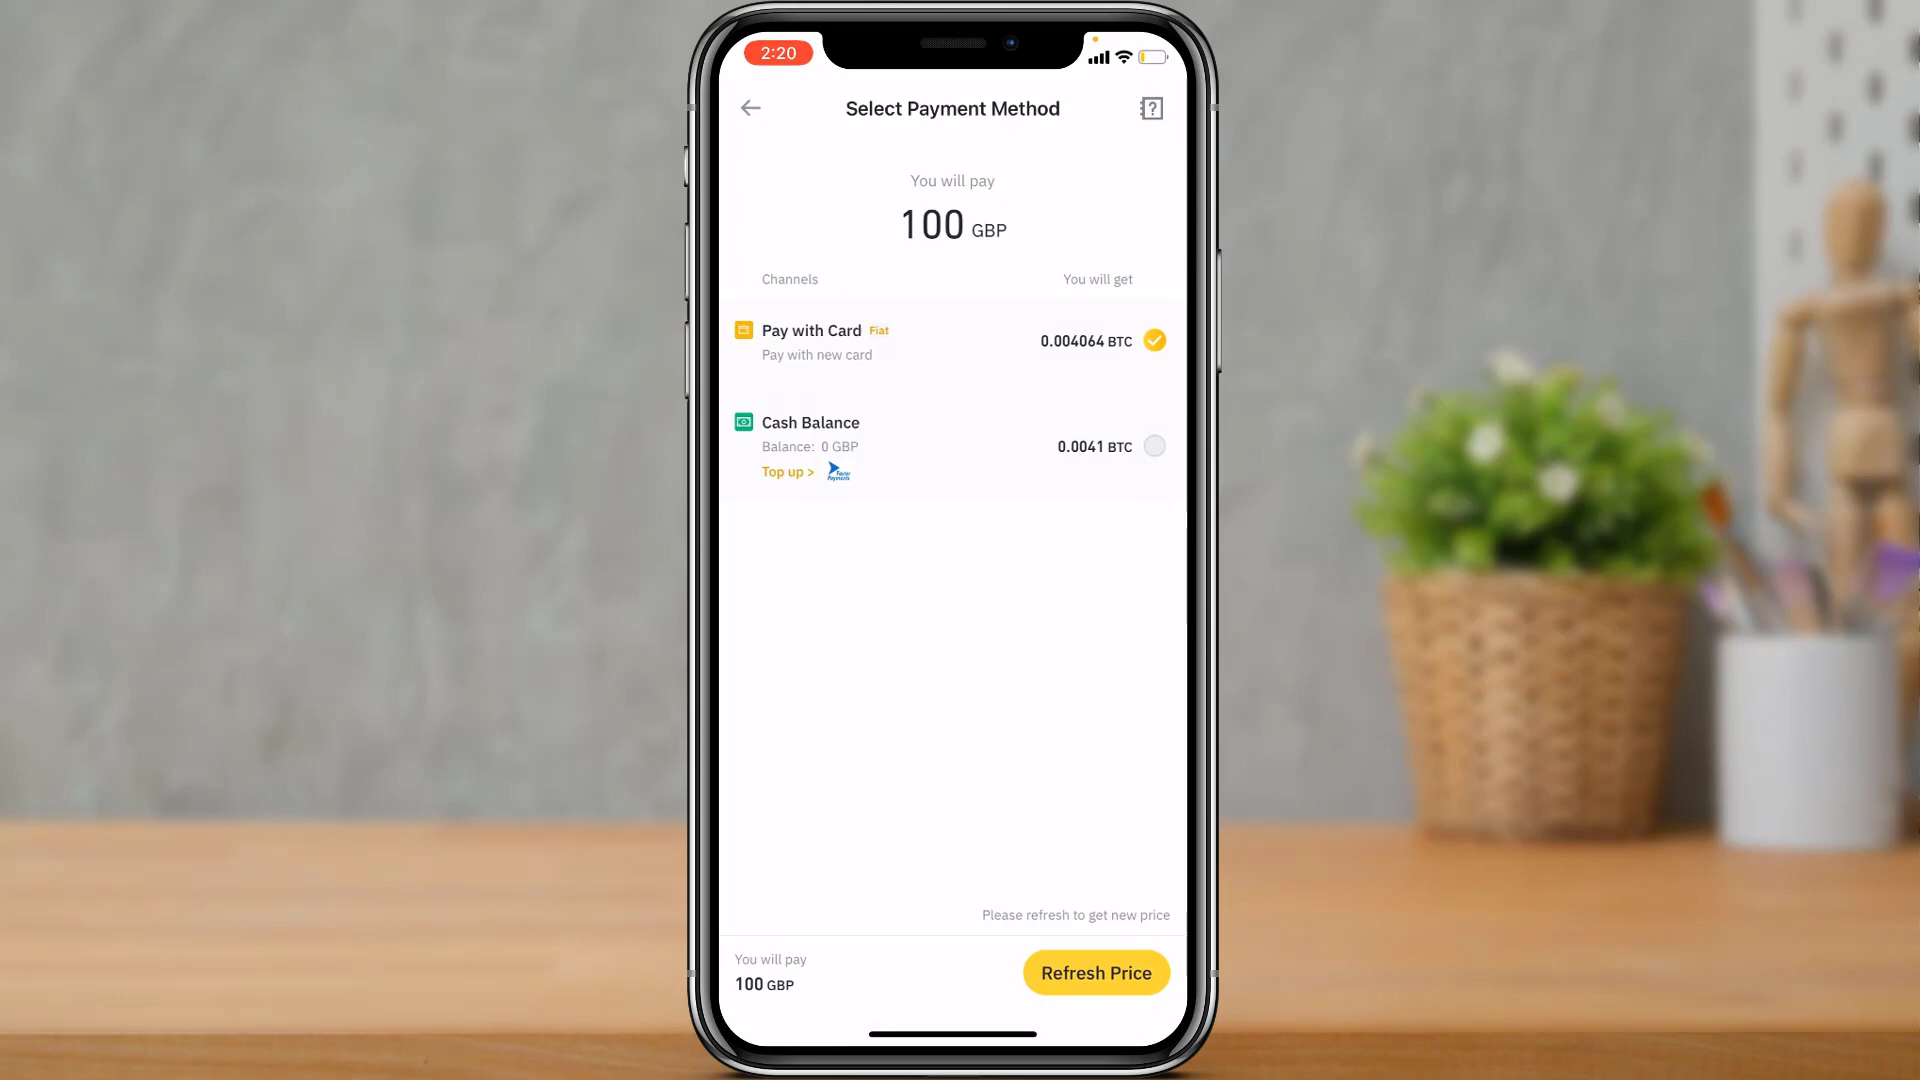 2:20
Select Payment Method
You will pay
100 GBP
Channels You will get
Pay with Card Fiat
Pay with new card
0.004064 BTC
Cash Balance
Balance: 0 GBP
0.0041 BTC
Top up >
Faster
Payments
Please refresh to get new price
You will pay
100 GBP
Refresh Price